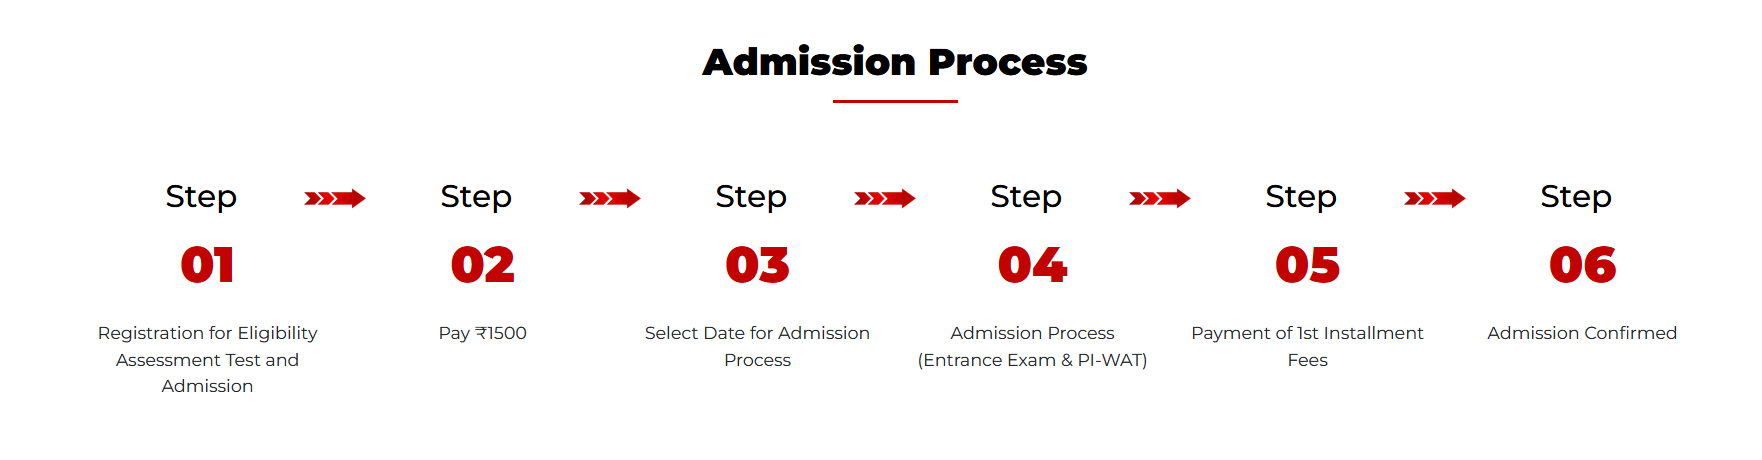 Admission Process
Step
01
Registration for Eligibility
Assessment Test and
Admission
Step
02
Pay ₹1500
Step
03
Select Date for Admission
Process
Step
04
Admission Process
(Entrance Exam & PI-WAT)
Step
05
Payment of 1st Installment
Fees
Step
06
Admission Confirmed